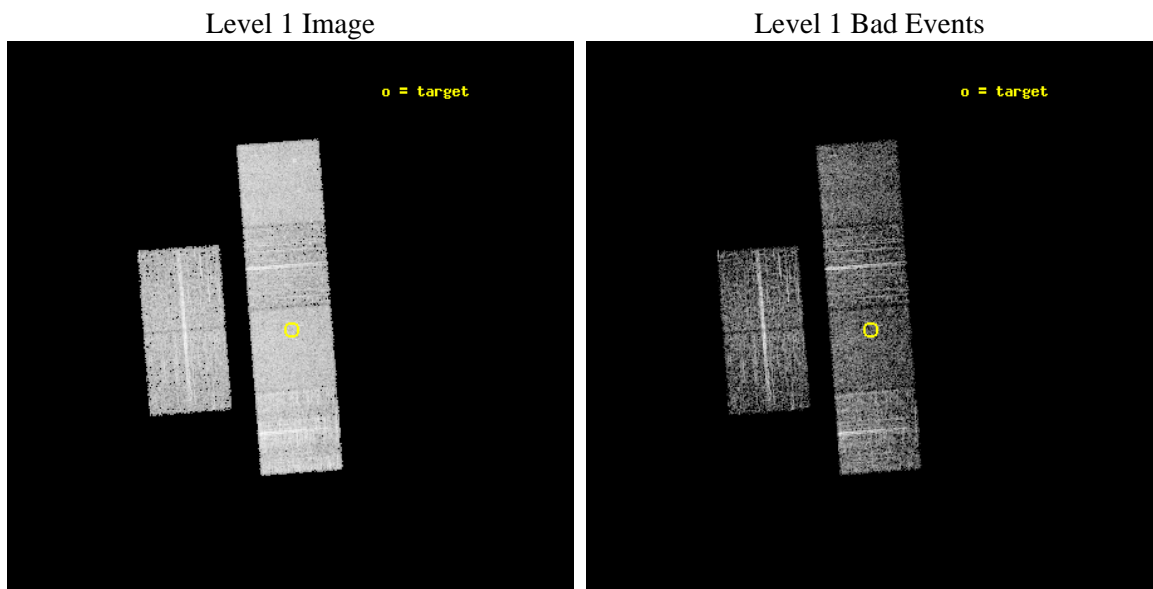 Level 1 Image
Level 1 Bad Events
o = target
o = target